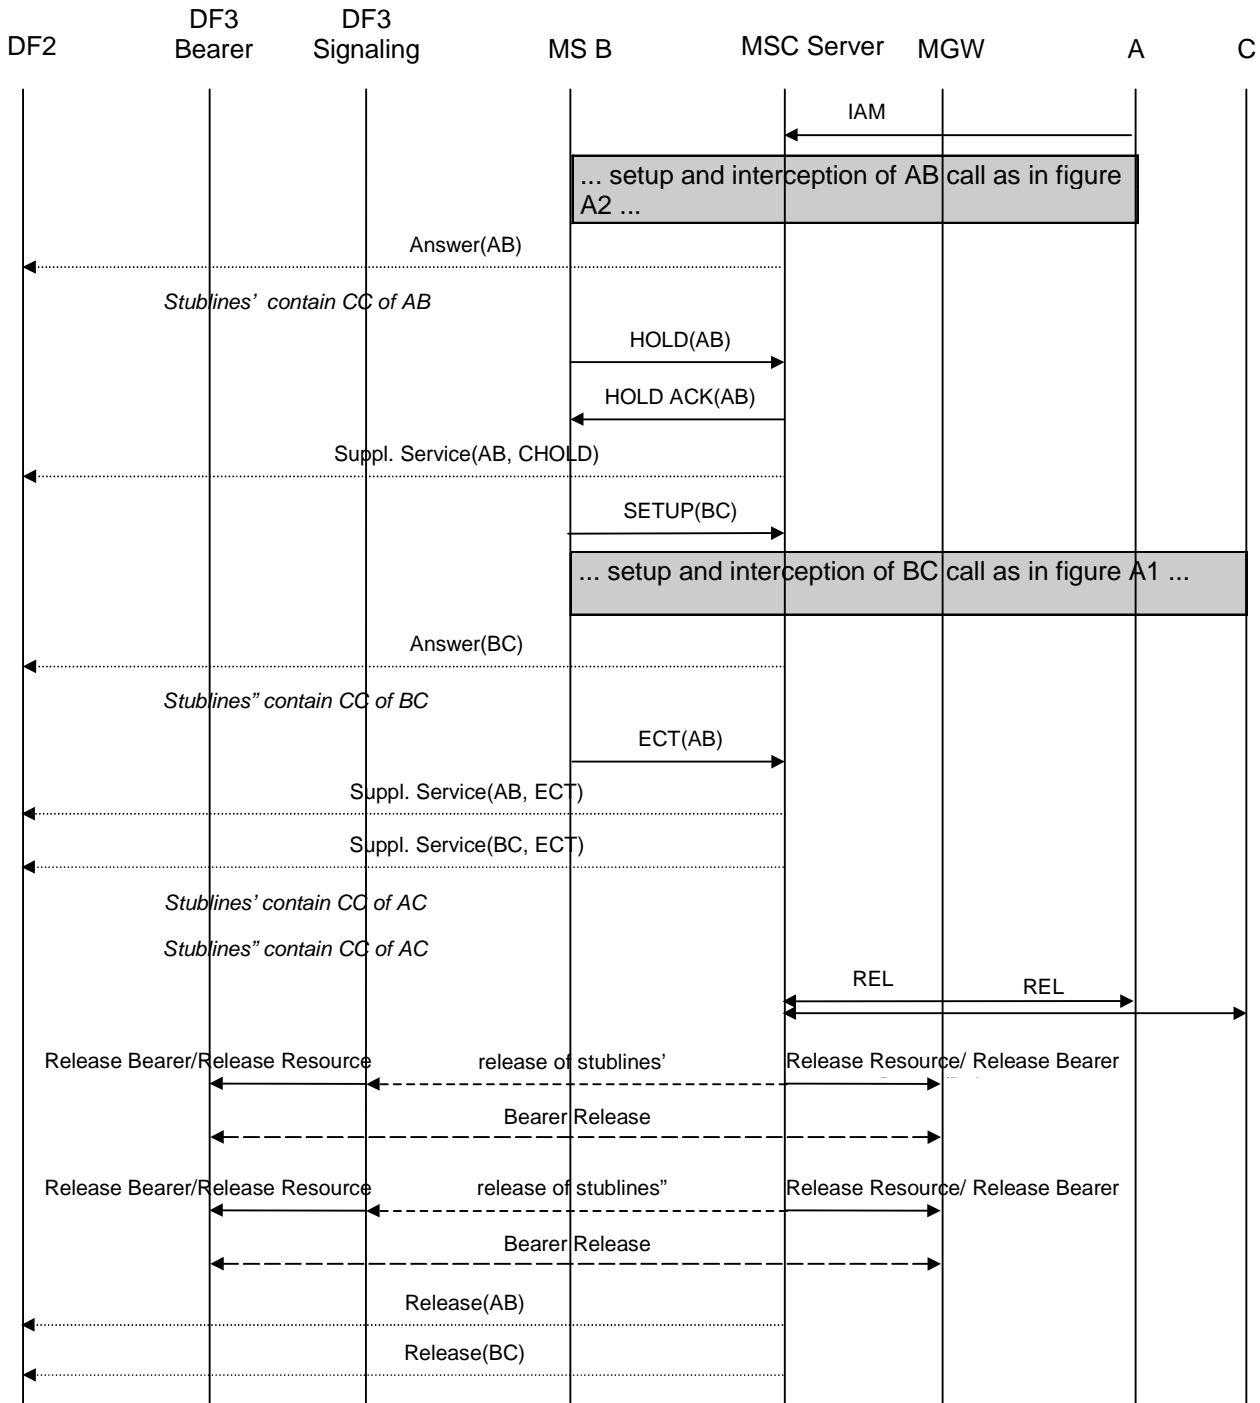 DF2
DF3
Bearer
DF3
Signaling
MS B
MSC Server
MGW
A
C
IAM
... setup and interception of AB call as in figure
A2 ...
Answer(AB)
Stublines’ contain CC of AB
HOLD(AB)
HOLD ACK(AB)
Suppl. Service(AB, CHOLD)
SETUP(BC)
... setup and interception of BC call as in figure A1 ...
Answer(BC)
Stublines” contain CC of BC
ECT(AB)
Suppl. Service(AB, ECT)
Suppl. Service(BC, ECT)
Stublines’ contain CC of AC
Stublines” contain CC of AC
REL
REL
Release Bearer/Release Resource
release of stublines’
Release Resource/ Release Bearer
Bearer Release
Release Bearer/Release Resource
release of stublines”
Release Resource/ Release Bearer
Bearer Release
Release(AB)
Release(BC)